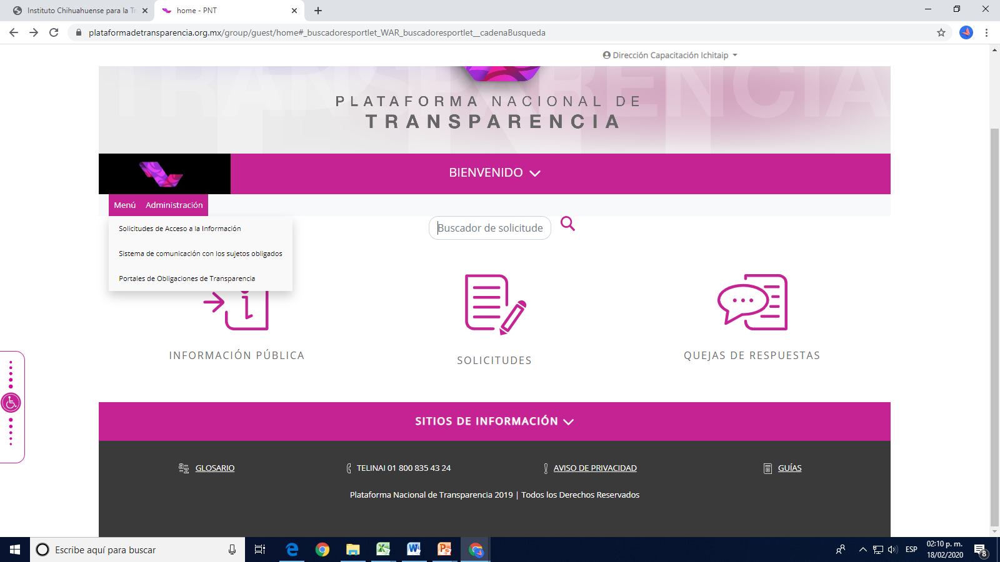 Instituto Chihuahuense para la T
home - PNT
plataformadetransparencia.org.mx/group/guest/home#_buscadoresportlet_WAR_buscadoresportlet__cadenaBusqueda
Dirección Capacitación Ichitaip
TRANSPARENCIA
PLATAFORMA NACIONAL DE
TRANSPARENCIA
BIENVENIDO
Menú Administración
Solicitudes de Acceso a la Información
Sistema de comunicación con los sujetos obligados
Portales de Obligaciones de Transparencia
Buscador de solicitude
INFORMACIÓN PÚBLICA
SOLICITUDES
QUEJAS DE RESPUESTAS
SITIOS DE INFORMACIÓN
GLOSARIO
TELINAI 01 800 835 43 24
AVISO DE PRIVACIDAD
GUÍAS
Plataforma Nacional de Transparencia 2019 | Todos los Derechos Reservados
Escribe aquí para buscar
ESP
02:10 p. m.
18/02/2020
8